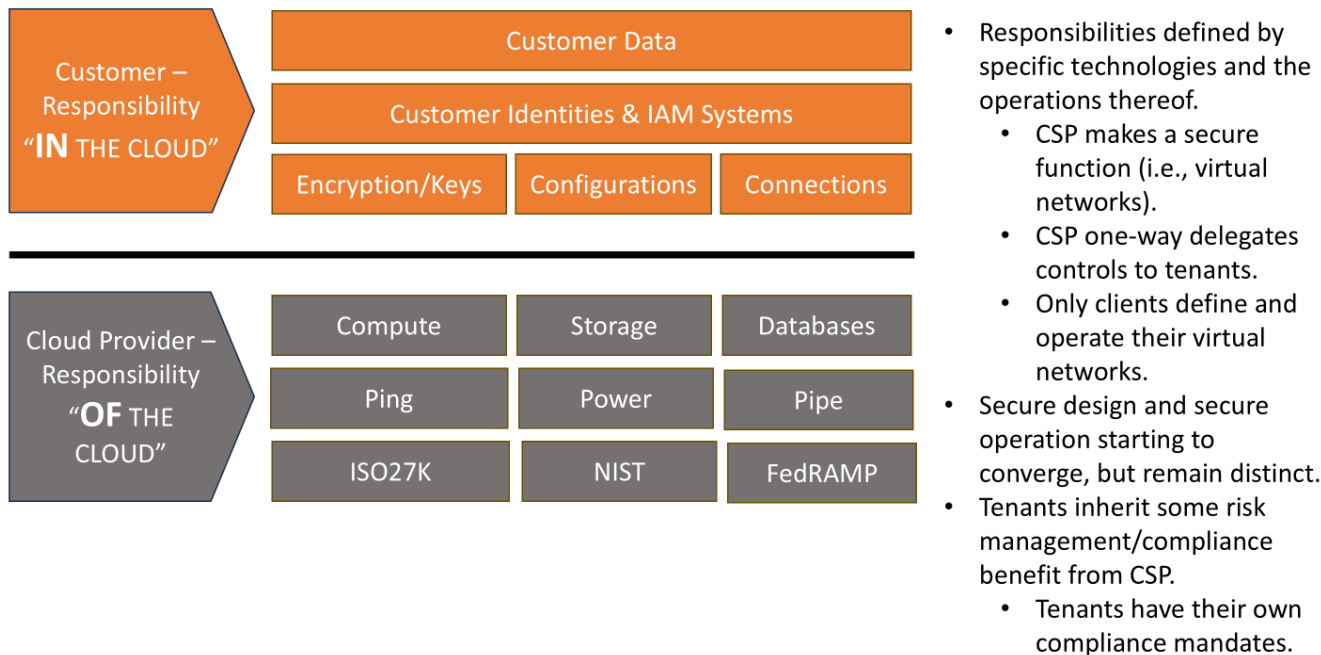 Customer –
Responsibility
“IN THE CLOUD”
Customer Data
Customer Identities & IAM Systems
Encryption/Keys
Configurations
Connections
Cloud Provider –
Responsibility
“OF THE
CLOUD”
Compute
Storage
Databases
Ping
Power
Pipe
ISO27K
NIST
FedRAMP
• Responsibilities defined by
specific technologies and the
operations thereof.
• CSP makes a secure
function (i.e., virtual
networks).
• CSP one-way delegates
controls to tenants.
• Only clients define and
operate their virtual
networks.
• Secure design and secure
operation starting to
converge, but remain distinct.
• Tenants inherit some risk
management/compliance
benefit from CSP.
• Tenants have their own
compliance mandates.